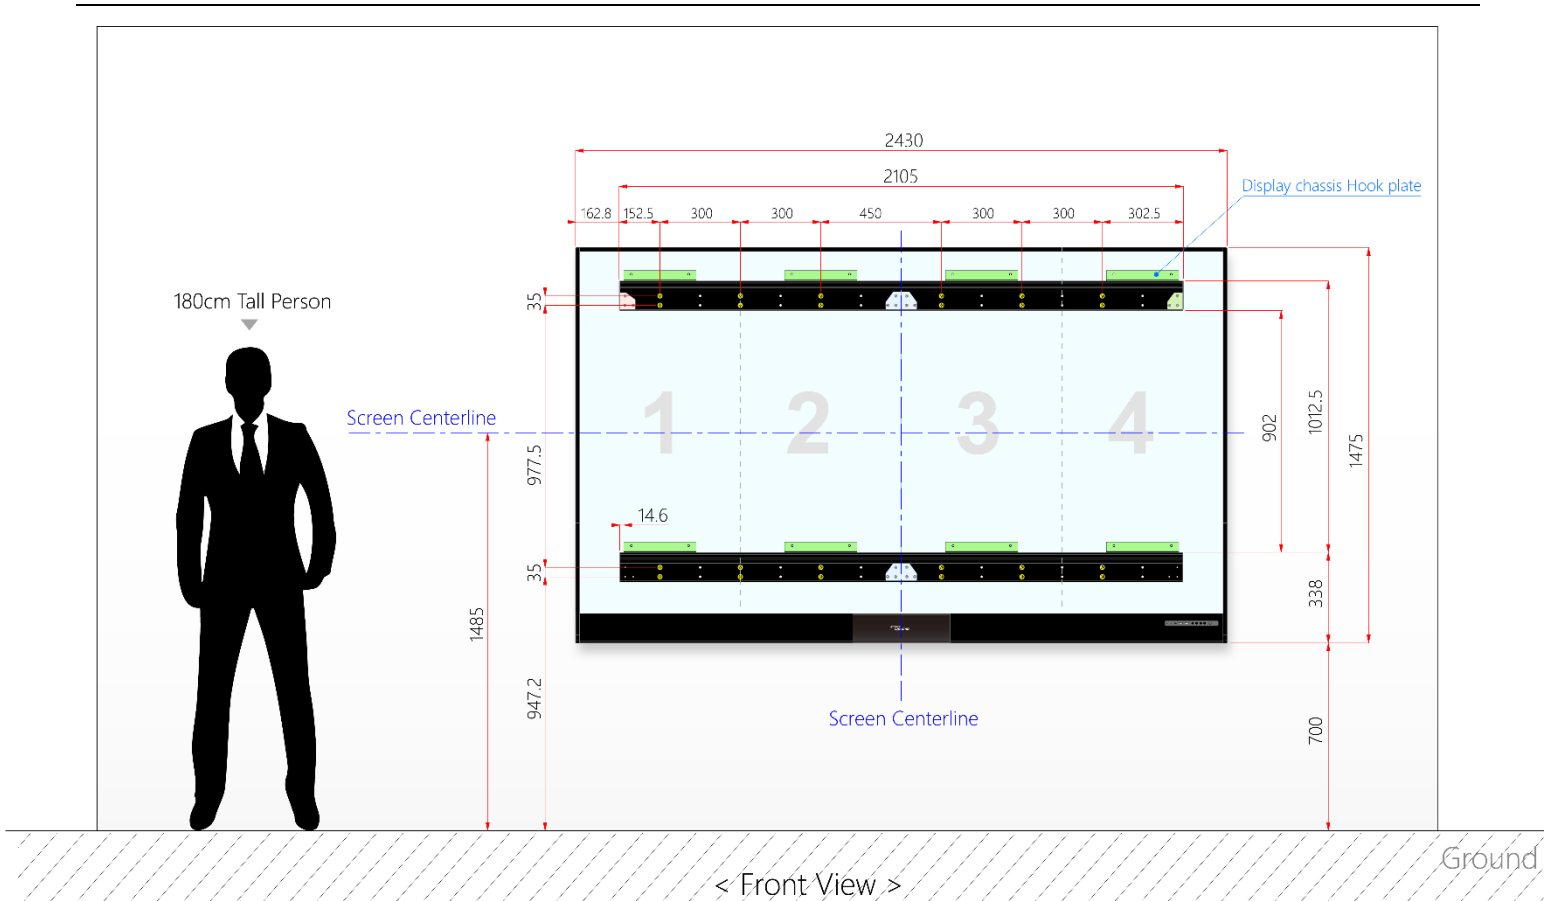 2430
2105
162.8 152.5 300 300 450 300 300 302.5
Display chassis Hook plate
180cm Tall Person
35
1 2 3 4
Screen Centerline
977.5
902
1012.5
1475
14.6
35
338
1485
947.2
700
Screen Centerline
Ground
< Front View >